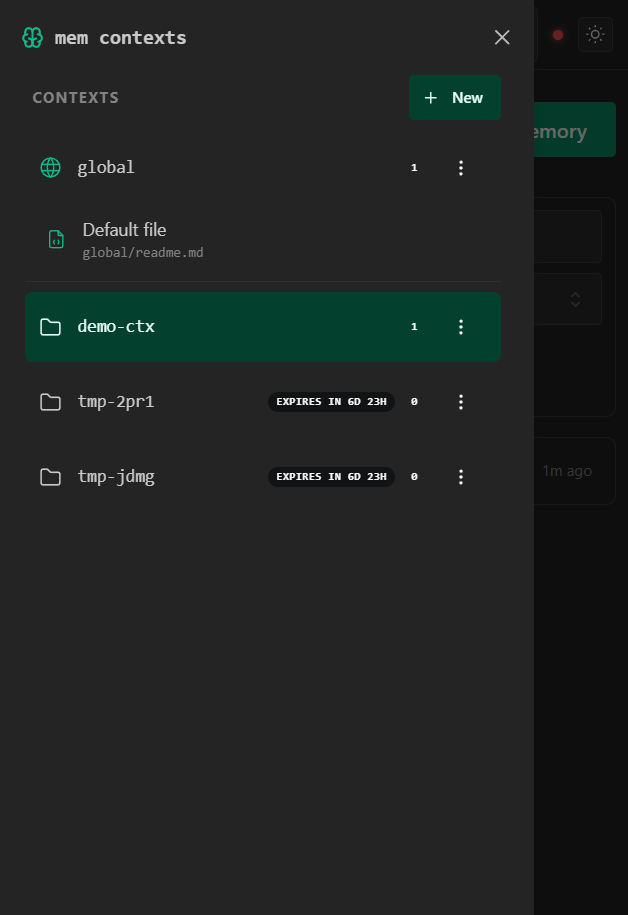 mem contexts
CONTEXTS
+ New
global 1
Default file
global/readme.md
demo-ctx 1
tmp-2pr1 EXPIRES IN 6D 23H 0
tmp-jdmg EXPIRES IN 6D 23H 0
emory
1m ago